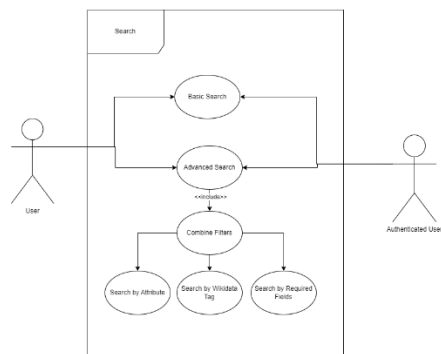 Search
Basic Search
Advanced Search
<<include>>
User
Authenticated User
Combine Filters
Search by Attribute
Search by Wikidata
Tag
Search by Required
Fields